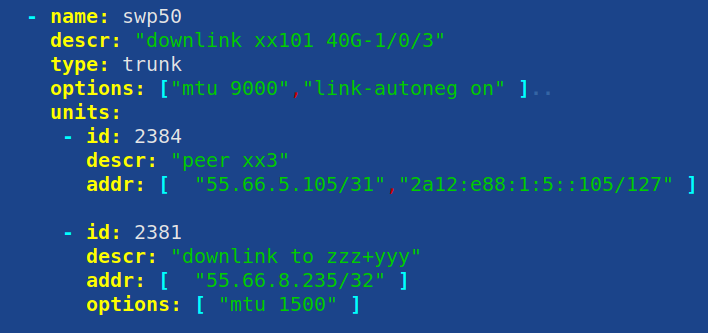 - name: swp50
descr: "downlink xx101 40G-1/0/3"
type: trunk
options: ["mtu 9000","link-autoneg on" ]..
units:
- id: 2384
descr: "peer xx3"
addr: [  "55.66.5.105/31","2a12:e88:1:5::105/127" ]
- id: 2381
descr: "downlink to zzz+yyy"
addr: [  "55.66.8.235/32" ]
options: [ "mtu 1500" ]